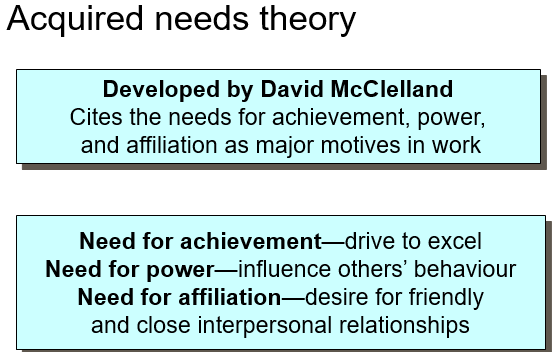 Acquired needs theory
Developed by David McClelland
Cites the needs for achievement, power,
and affiliation as major motives in work
Need for achievement—drive to excel
Need for power—influence others’ behaviour
Need for affiliation—desire for friendly
and close interpersonal relationships